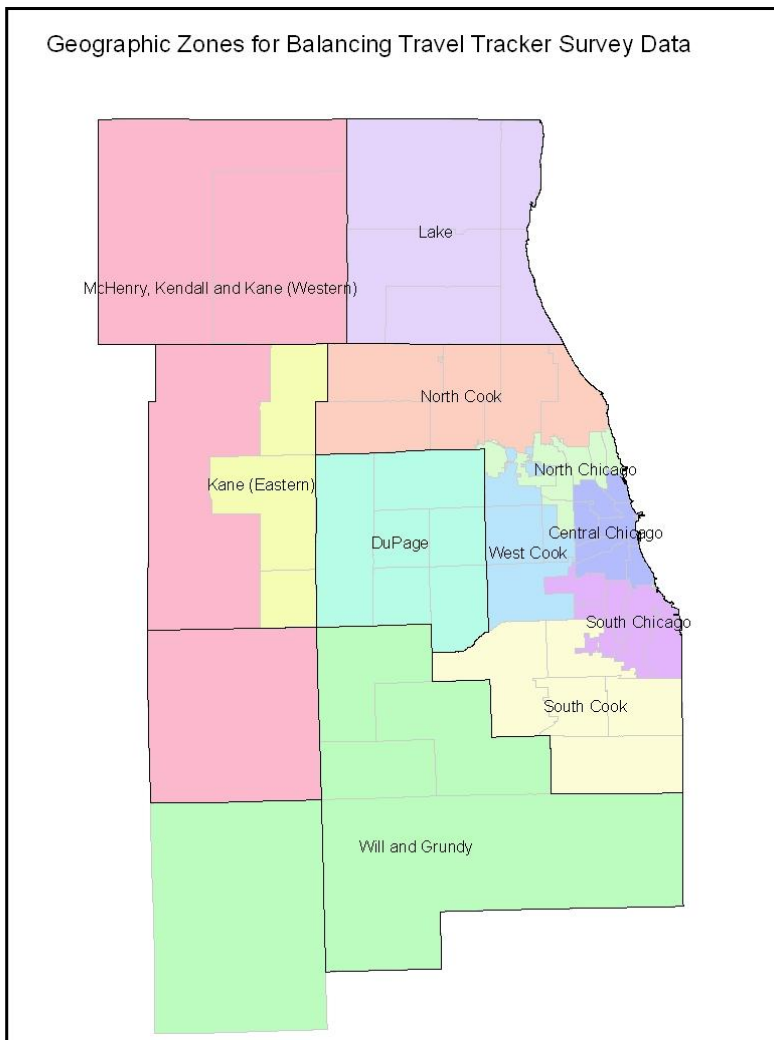 Geographic Zones for Balancing Travel Tracker Survey Data
Lake
McHenry, Kendall and Kane (Western)
North Cook
North Chicago
Kane (Eastern)
Central Chicago
DuPage
West Cook
South Chicago
South Cook
Will and Grundy